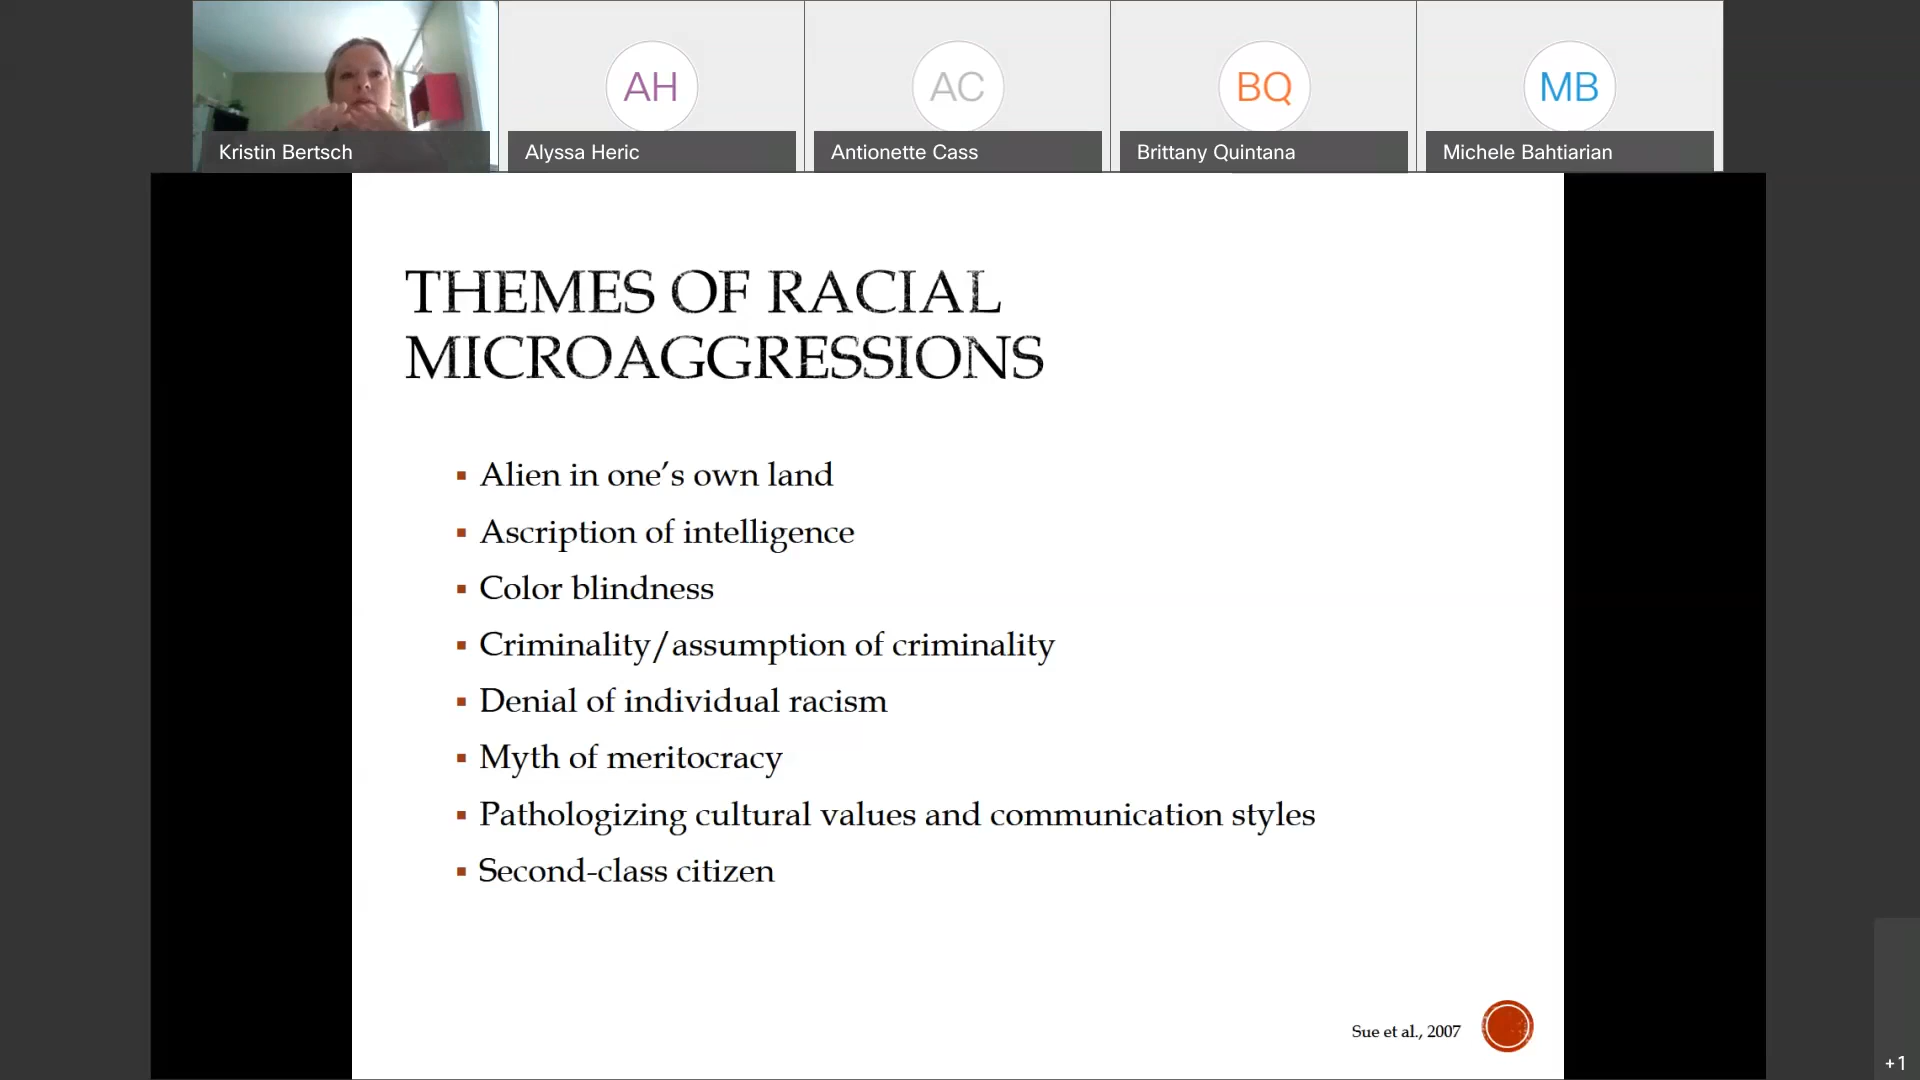 AH
AC
BQ
MB
Kristin Bertsch
Alyssa Heric
Antionette Cass
Brittany Quintana
Michele Bahtiarian
THEMES OF RACIAL
MICROAGGRESSIONS
▪ Alien in one’s own land
▪ Ascription of intelligence
▪ Color blindness
▪ Criminality/assumption of criminality
▪ Denial of individual racism
▪ Myth of meritocracy
▪ Pathologizing cultural values and communication styles
▪ Second-class citizen
Sue et al., 2007
+1